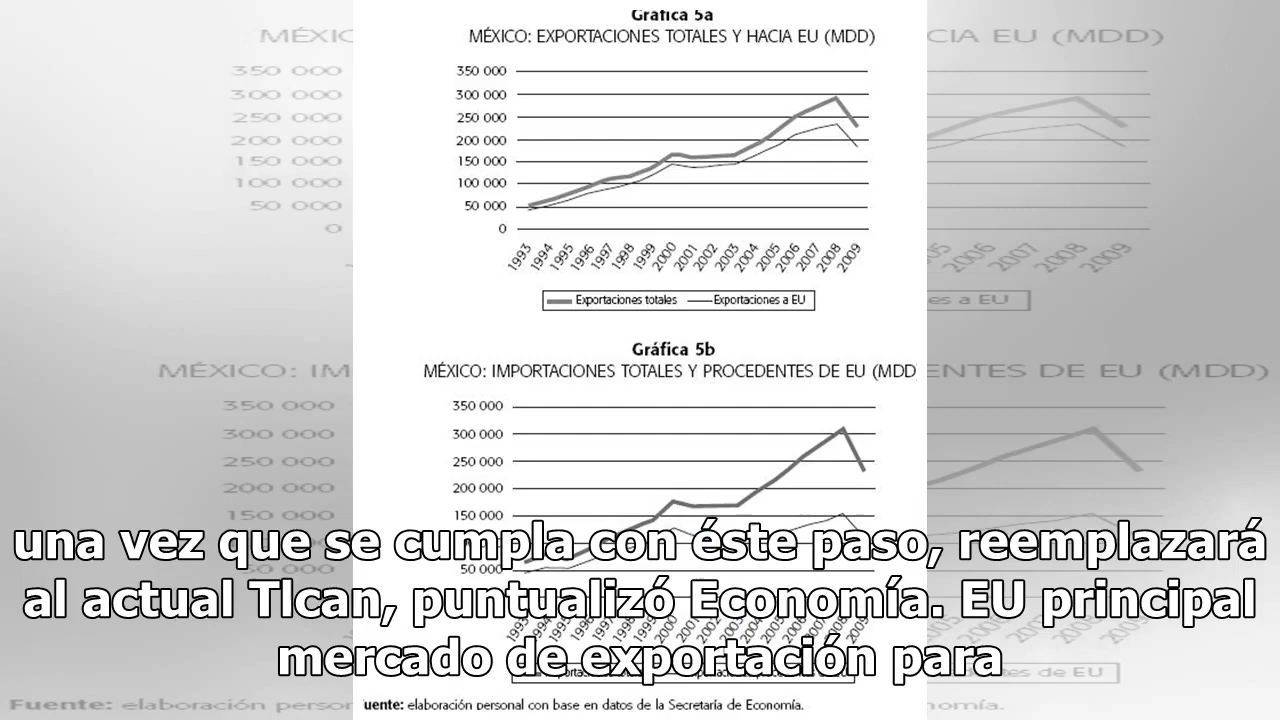 Gráfica 5a
MÉXICO: EXPORTACIONES TOTALES Y HACIA EU (MDD)
350 000
300 000
250 000
200 000
150 000
100 000
50 000
0
1993 1994 1995 1996 1997 1998 1999 2000 2001 2002 2003 2004 2005 2006 2007 2008 2009
Exportaciones totales Exportaciones a EU
Gráfica 5b
MÉXICO: IMPORTACIONES TOTALES Y PROCEDENTES DE EU (MDD
350 000
300 000
250 000
200 000
150 000
50 000
una vez que se cumpla con éste paso, reemplazará
al actual Tlcan, puntualizó Economía. EU principal
mercado de exportación para
uente: elaboración personal con base en datos de la Secretaría de Economía.